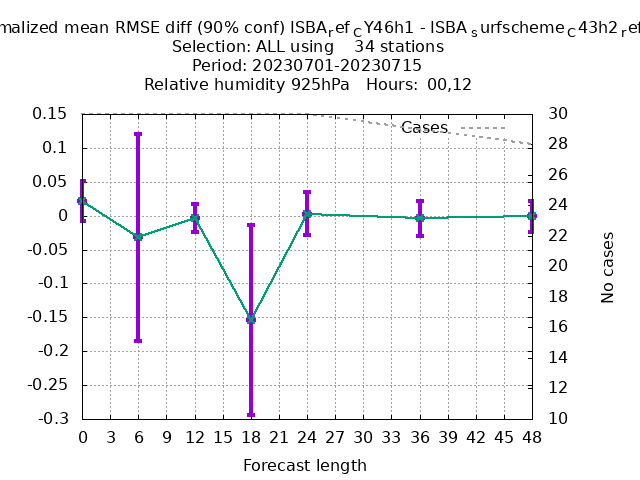 malized mean RMSE diff (90% conf) ISBA_ref_CY46h1 - ISBA_surfscheme_C43h2_ref
Selection: ALL using 34 stations
Period: 20230701-20230715
Relative humidity 925hPa Hours: 00,12
0.15
0.1
0.05
0
-0.05
-0.1
-0.15
-0.2
-0.25
-0.3
Cases
30
28
26
24
22
20
18
16
14
12
10
No cases
0 3 6 9 12 15 18 21 24 27 30 33 36 39 42 45 48
Forecast length